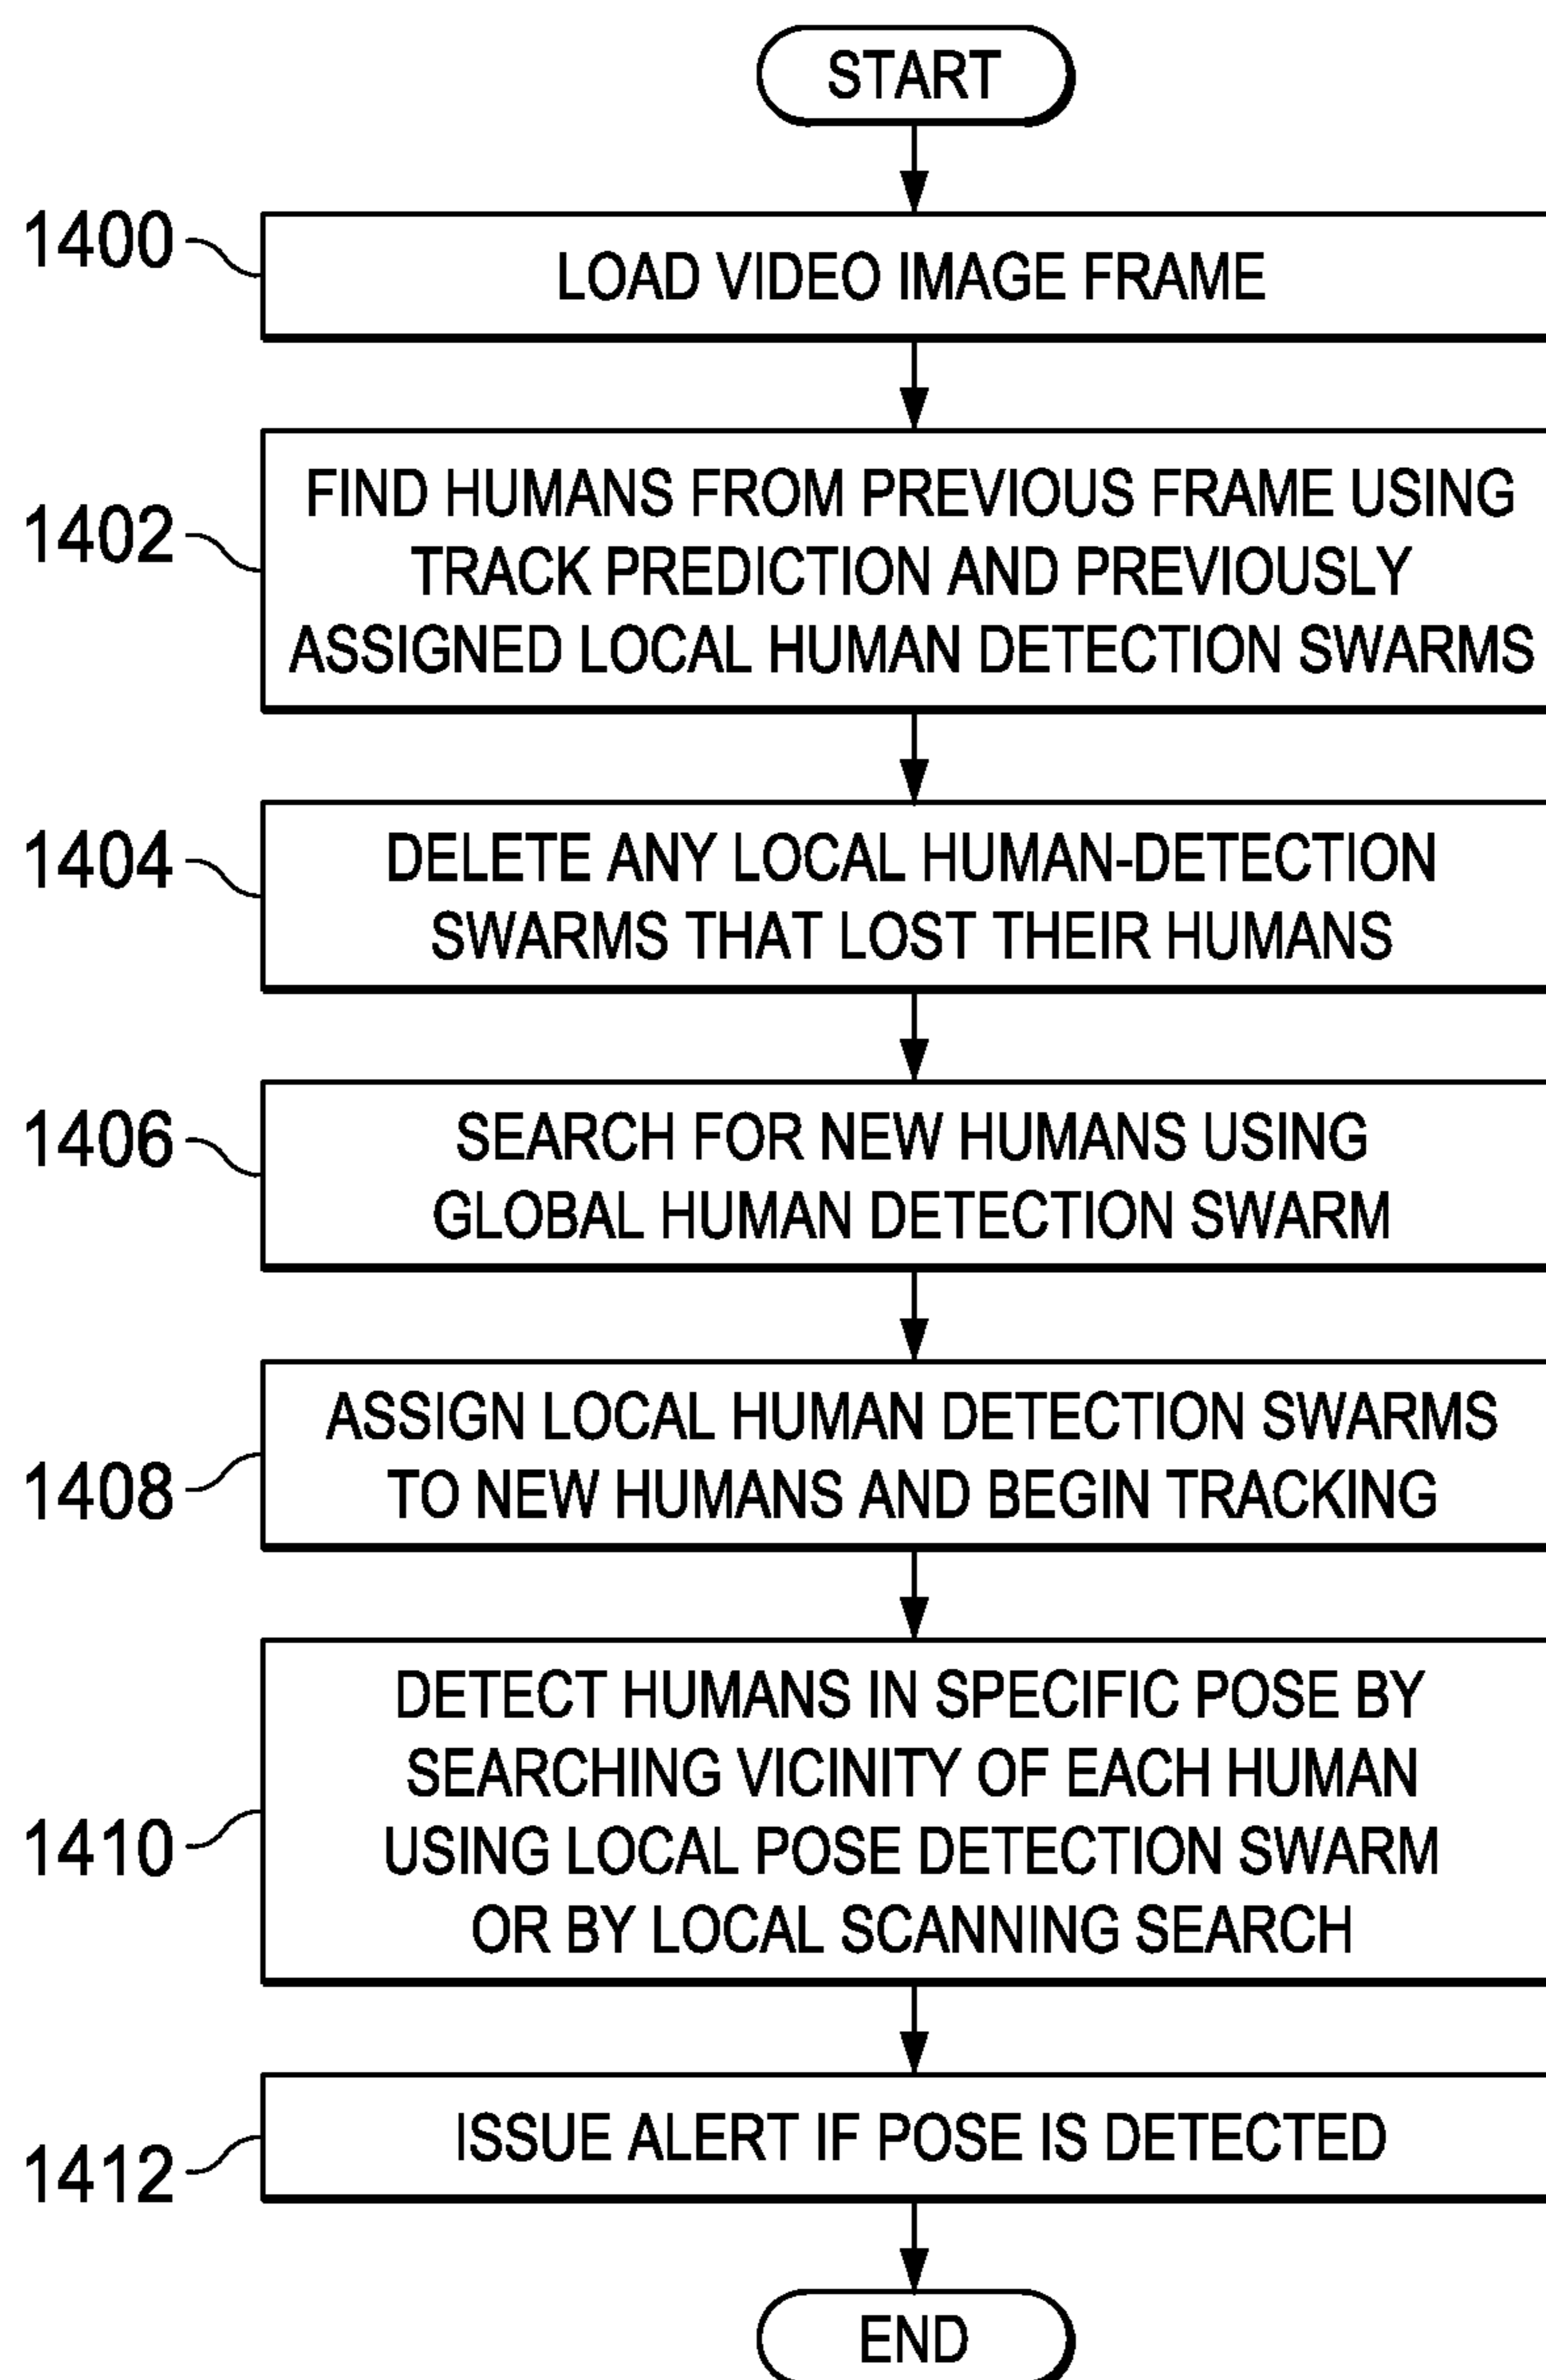 START
1400
LOAD VIDEO IMAGE FRAME
1402
FIND HUMANS FROM PREVIOUS FRAME USING
TRACK PREDICTION AND PREVIOUSLY
ASSIGNED LOCAL HUMAN DETECTION SWARMS
1404
DELETE ANY LOCAL HUMAN-DETECTION
SWARMS THAT LOST THEIR HUMANS
1406
SEARCH FOR NEW HUMANS USING
GLOBAL HUMAN DETECTION SWARM
1408
ASSIGN LOCAL HUMAN DETECTION SWARMS
TO NEW HUMANS AND BEGIN TRACKING
1410
DETECT HUMANS IN SPECIFIC POSE BY
SEARCHING VICINITY OF EACH HUMAN
USING LOCAL POSE DETECTION SWARM
OR BY LOCAL SCANNING SEARCH
1412
ISSUE ALERT IF POSE IS DETECTED
END